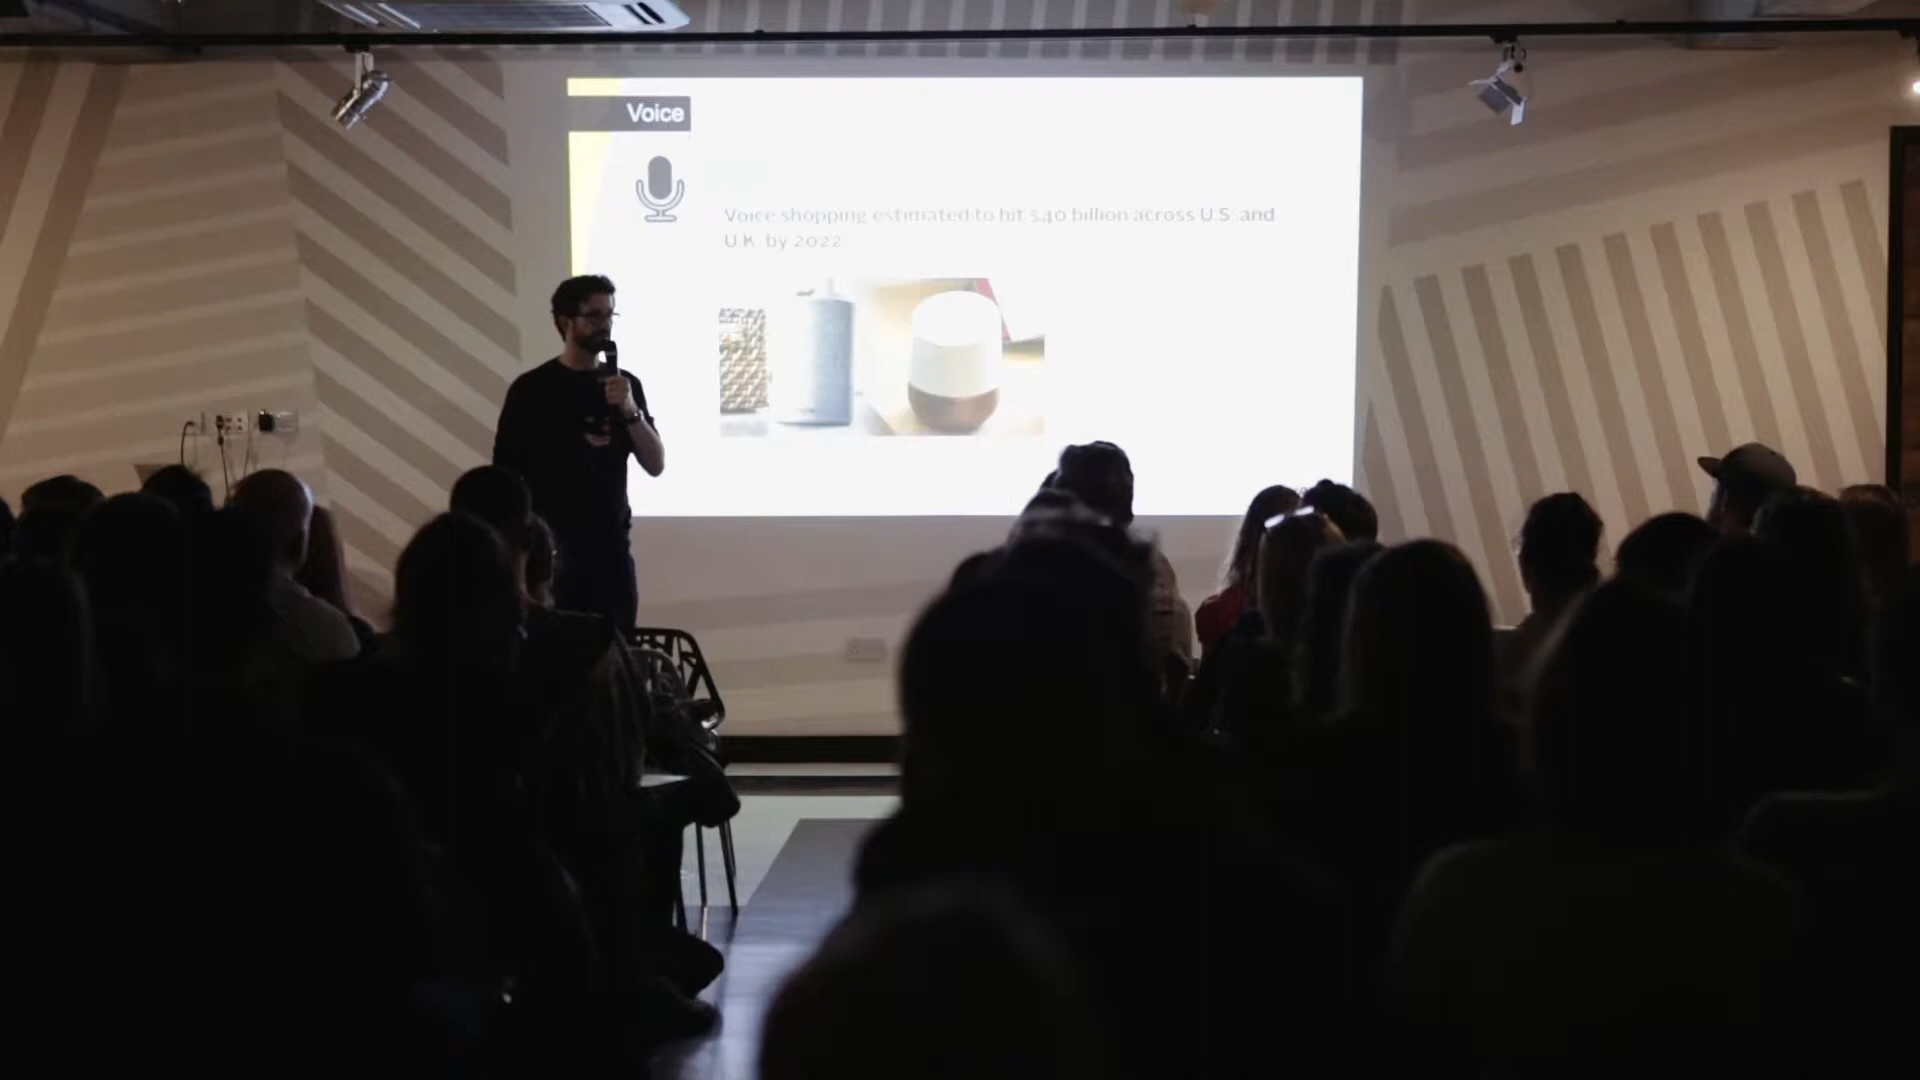 Voice
Voice shopping estimated to hit $40 billion across U.S. and
U.K. by 2022